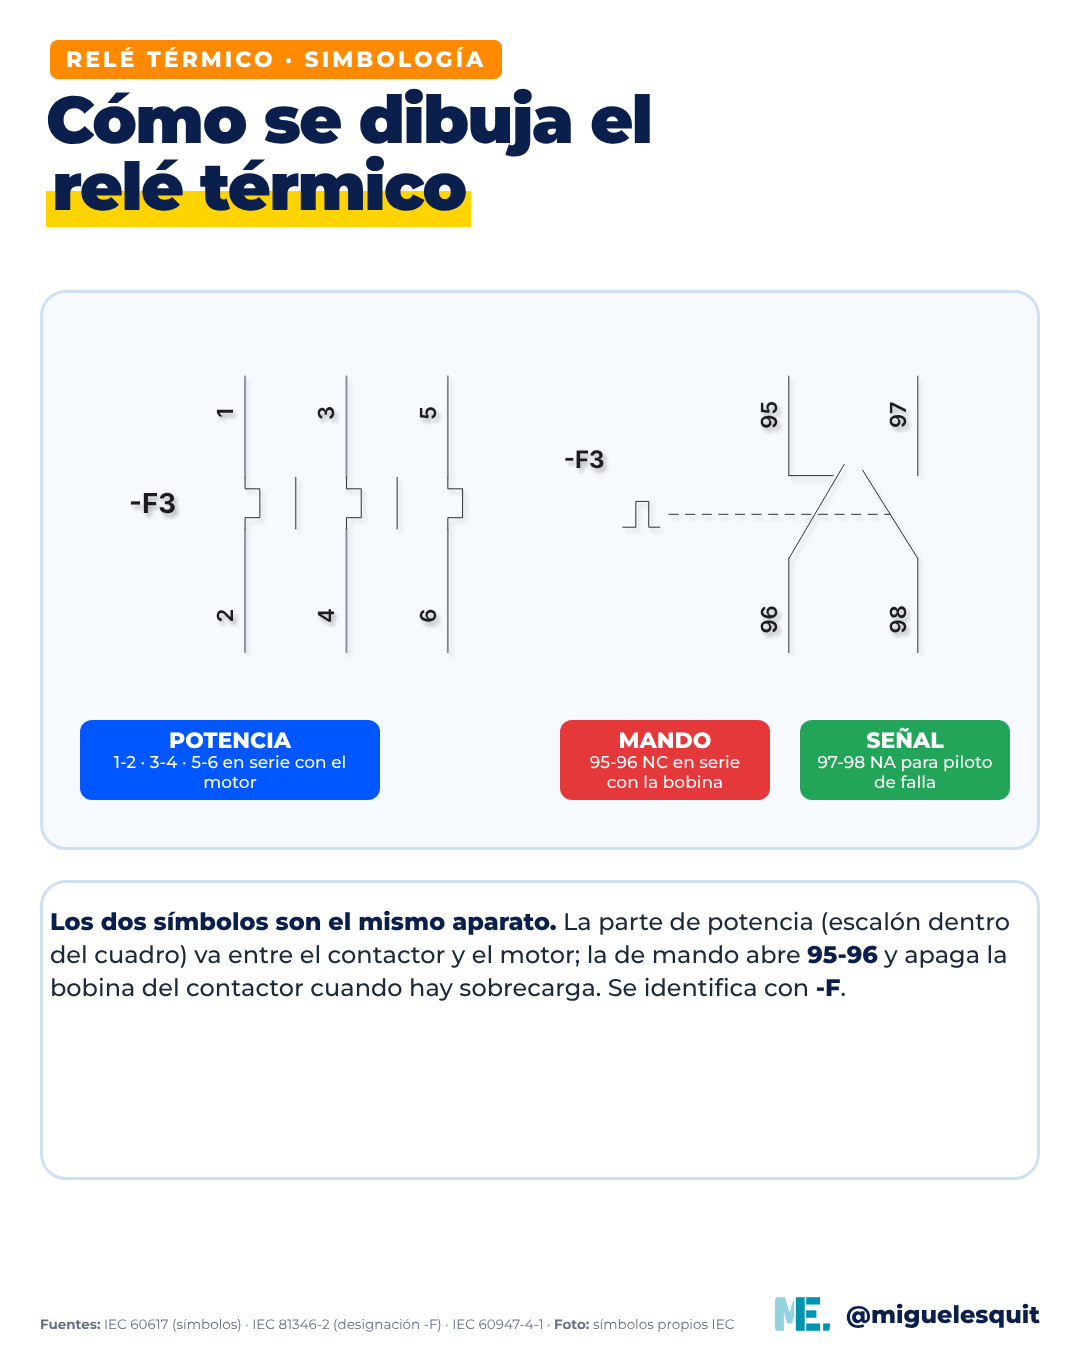 RELÉ TÉRMICO · SIMBOLOGÍA
Cómo se dibuja el
relé térmico
1
3
5
-F3
2
4
6
95
97
-F3
96
98
POTENCIA
1-2 · 3-4 · 5-6 en serie con el
motor
MANDO
95-96 NC en serie
con la bobina
SEÑAL
97-98 NA para piloto
de falla
Los dos símbolos son el mismo aparato. La parte de potencia (escalón dentro
del cuadro) va entre el contactor y el motor; la de mando abre 95-96 y apaga la
bobina del contactor cuando hay sobrecarga. Se identifica con -F.
Fuentes: IEC 60617 (símbolos) · IEC 81346-2 (designación -F) · IEC 60947-4-1 · Foto: símbolos propios IEC
ME.
@miguelesquit